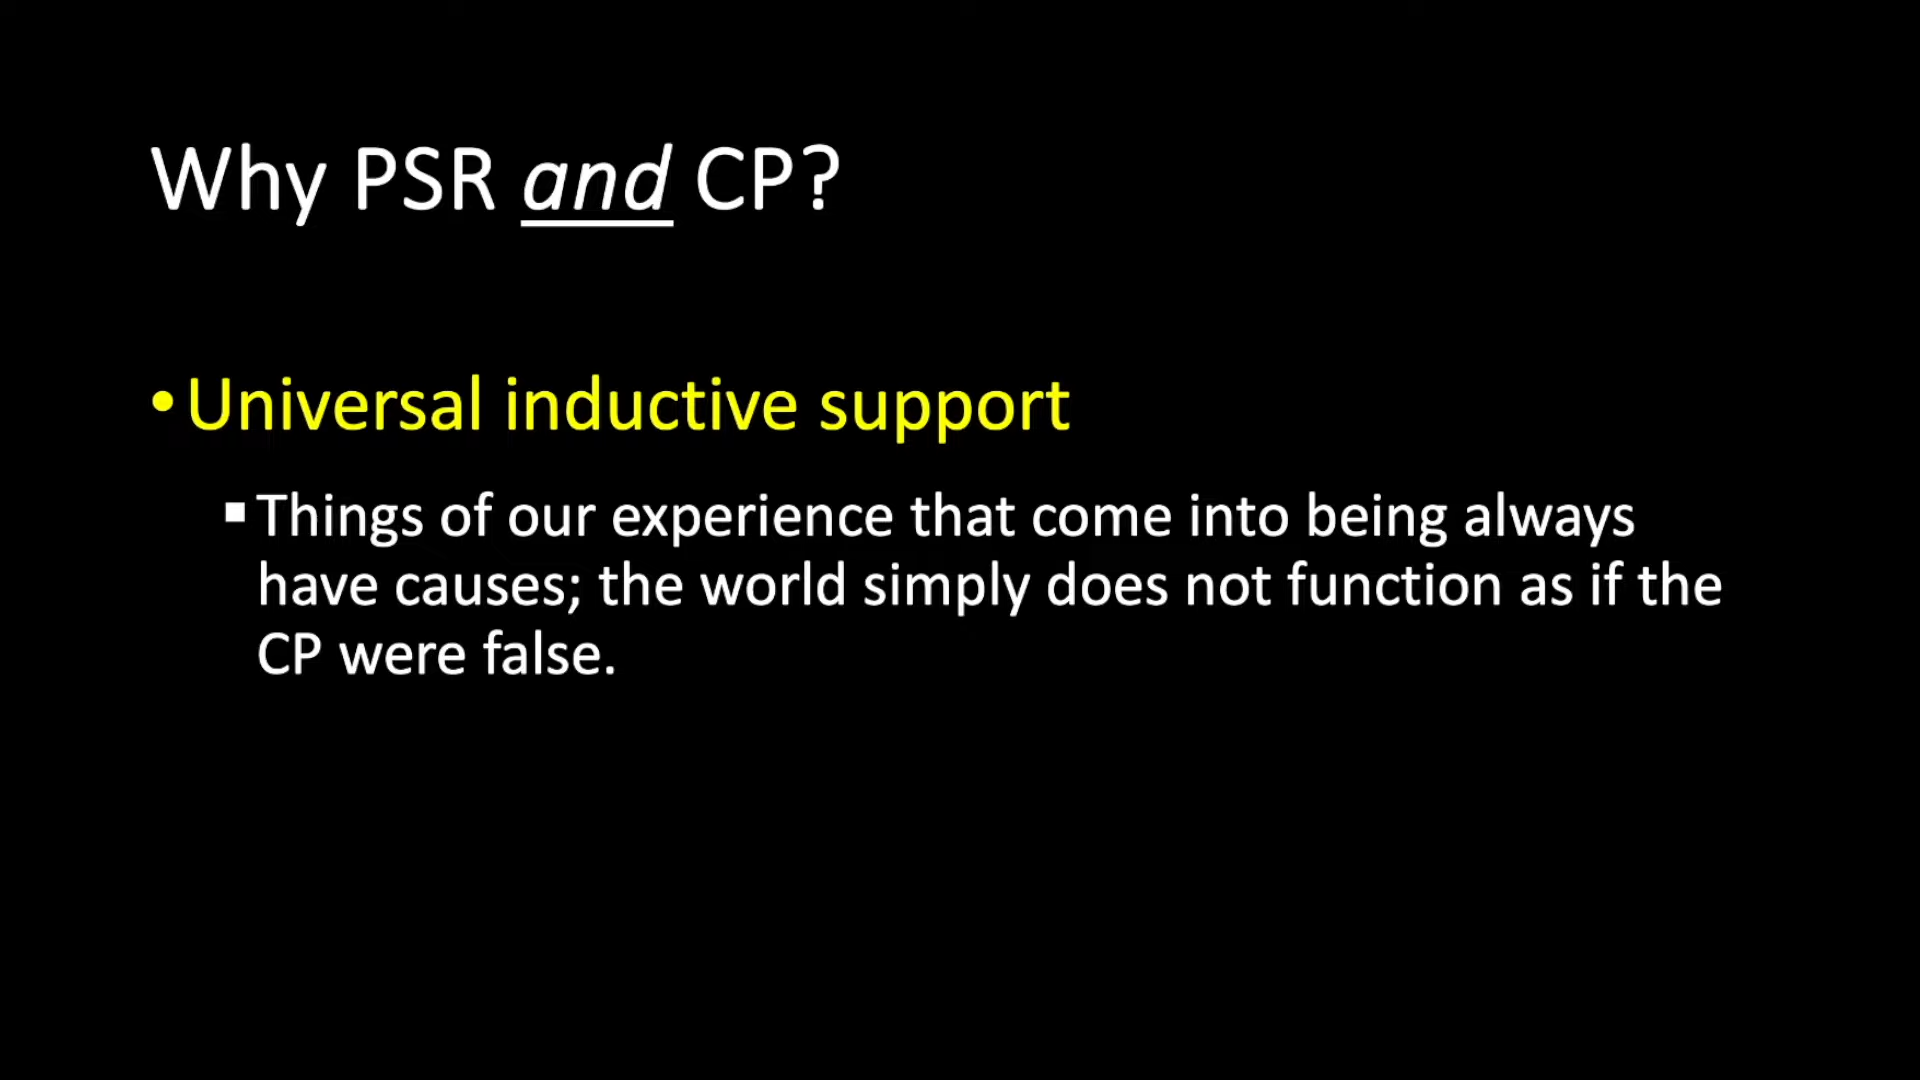 Why PSR and CP?
• Universal inductive support
▪ Things of our experience that come into being always
have causes; the world simply does not function as if the
CP were false.